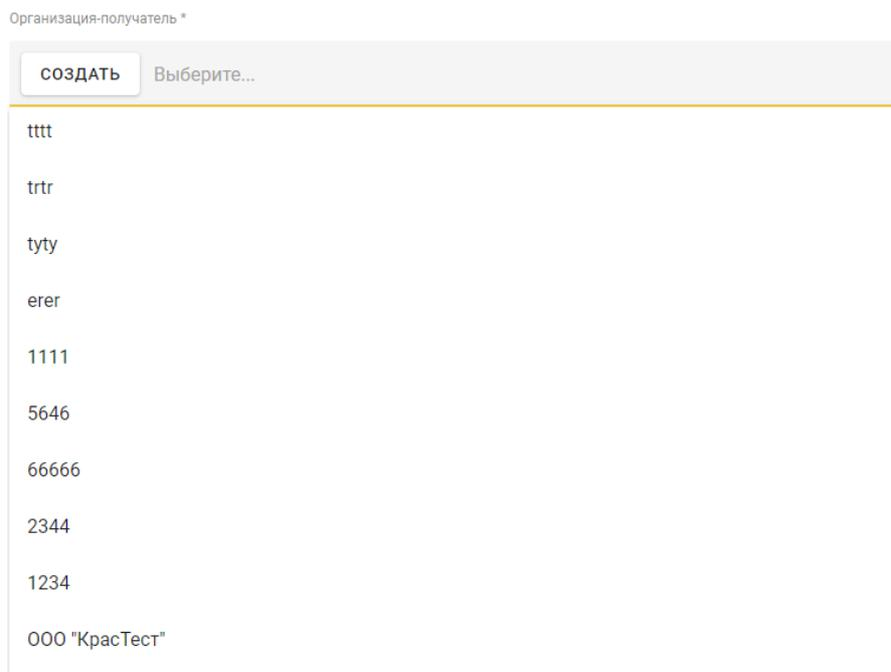 Организация-получатель *
СОЗДАТЬ Выберите...
tttt
trtr
tyty
erer
1111
5646
66666
2344
1234
ООО "КрасТест"